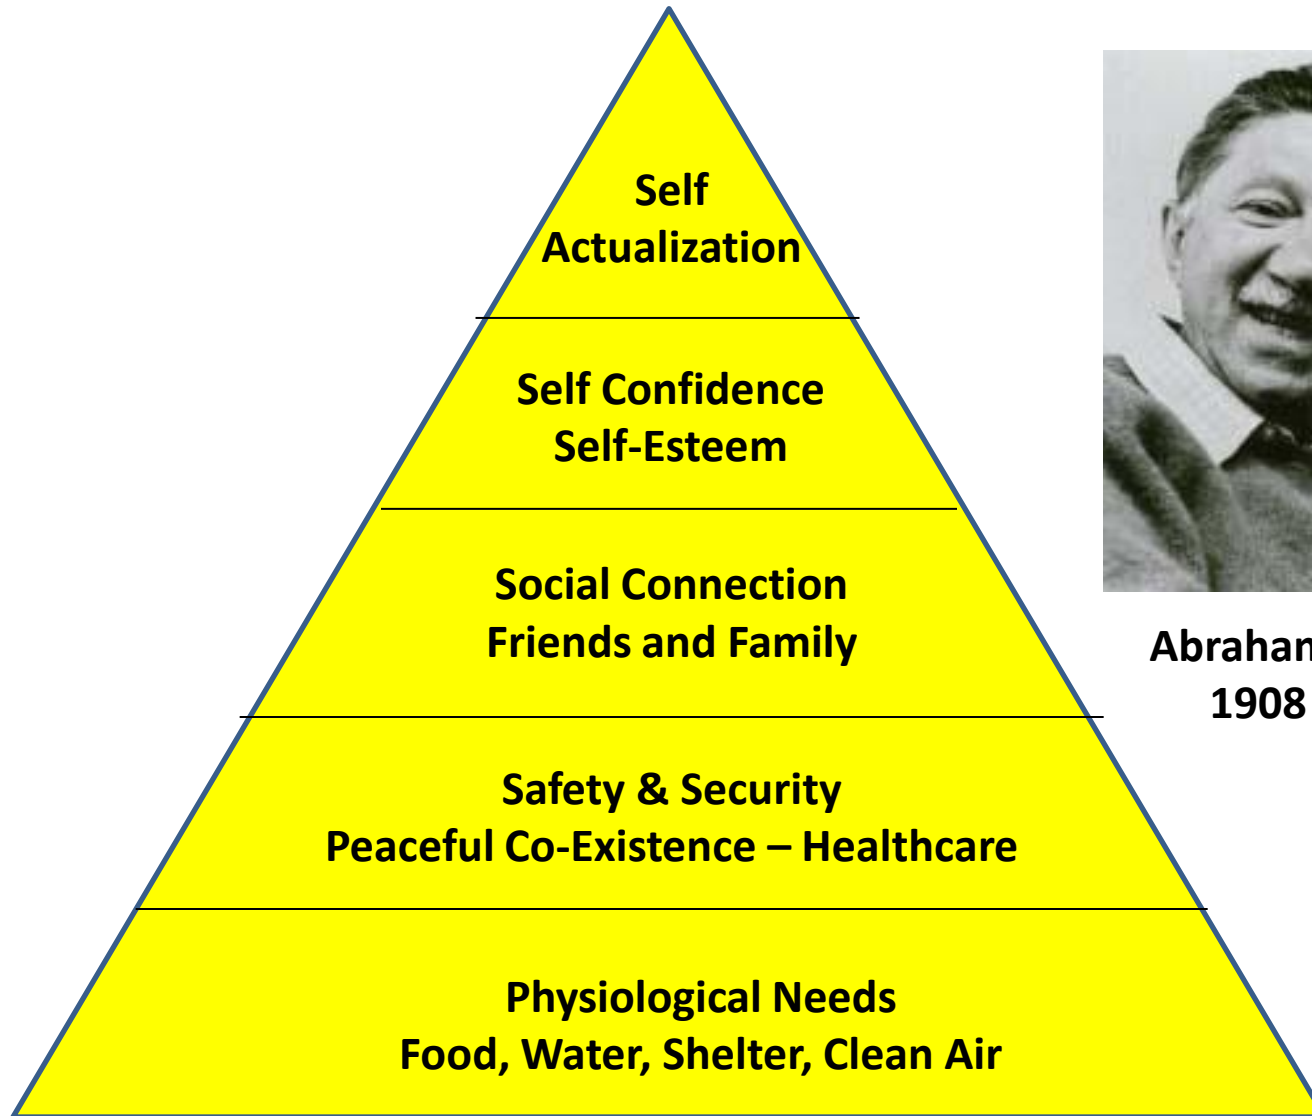 Self
Actualization
Self Confidence
Self-Esteem
Social Connection
Friends and Family
Safety & Security
Peaceful Co-Existence – Healthcare
Physiological Needs
Food, Water, Shelter, Clean Air
1908